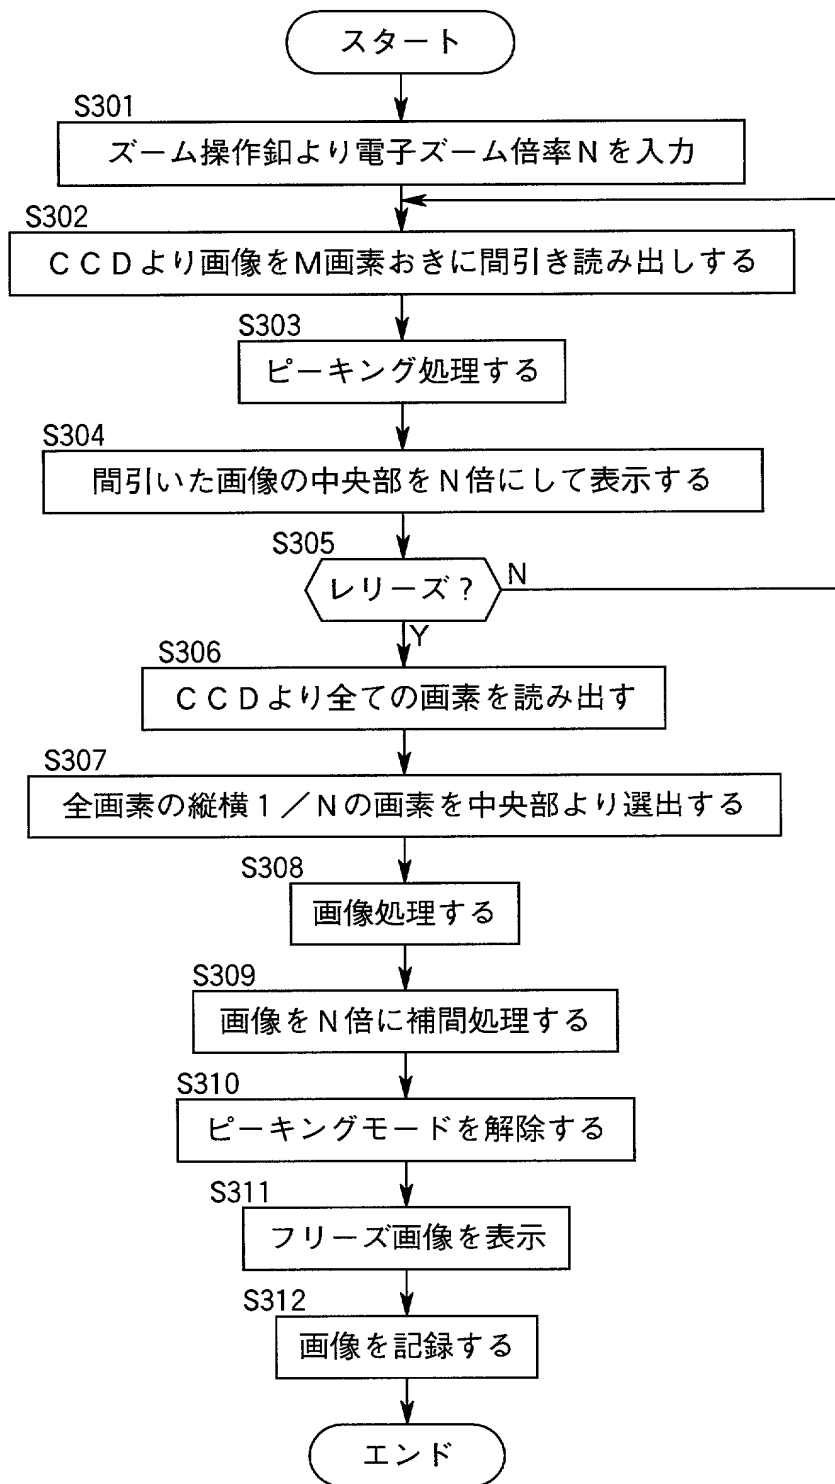 スタート
S301
ズーム操作釦より電子ズーム倍率Nを入力
S302
CCDより画像をM画素おきに間引き読み出しする
S303
ピーキング処理する
S304
間引いた画像の中央部をN倍にして表示する
S305
レリーズ?
N
Y
S306
CCDより全ての画素を読み出す
S307
全画素の縦横1/Nの画素を中央部より選出する
S308
画像処理する
S309
画像をN倍に補間処理する
S310
ピーキングモードを解除する
S311
フリーズ画像を表示
S312
画像を記録する
エンド